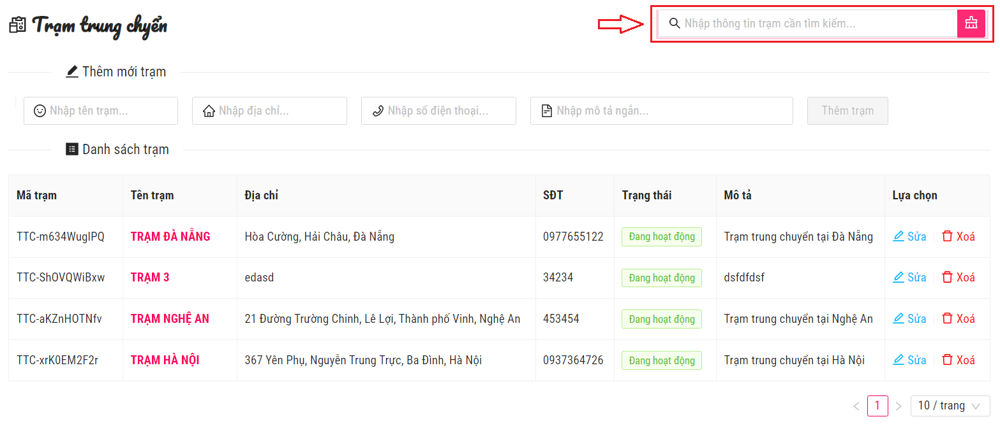 Trạm trung chyển
Nhập thông tin trạm cần tìm kiếm...
Thêm mới trạm
Nhập tên trạm... Nhập địa chỉ... Nhập số điện thoại... Nhập mô tả ngắn... Thêm trạm
Danh sách trạm
Mã trạm Tên trạm Địa chỉ SĐT Trạng thái Mô tả Lựa chọn
TTC-m634WugIPQ TRẠM ĐÀ NẴNG Hòa Cường, Hải Châu, Đà Nẵng 0977655122 Đang hoạt động Trạm trung chuyển tại Đà Nẵng Sửa Xoá
TTC-ShOVQWiBxw TRẠM 3 edasd 34234 Đang hoạt động dsfdfdsf Sửa Xoá
TTC-aKZnHOTNfv TRẠM NGHỆ AN 21 Đường Trường Chinh, Lê Lợi, Thành phố Vinh, Nghệ An 453454 Đang hoạt động Trạm trung chuyển tại Nghệ An Sửa Xoá
TTC-xrK0EM2F2r TRẠM HÀ NỘI 367 Yên Phụ, Nguyễn Trung Trực, Ba Đình, Hà Nội 0937364726 Đang hoạt động Trạm trung chuyển tại Hà Nội Sửa Xoá
< 1 > 10 / trang